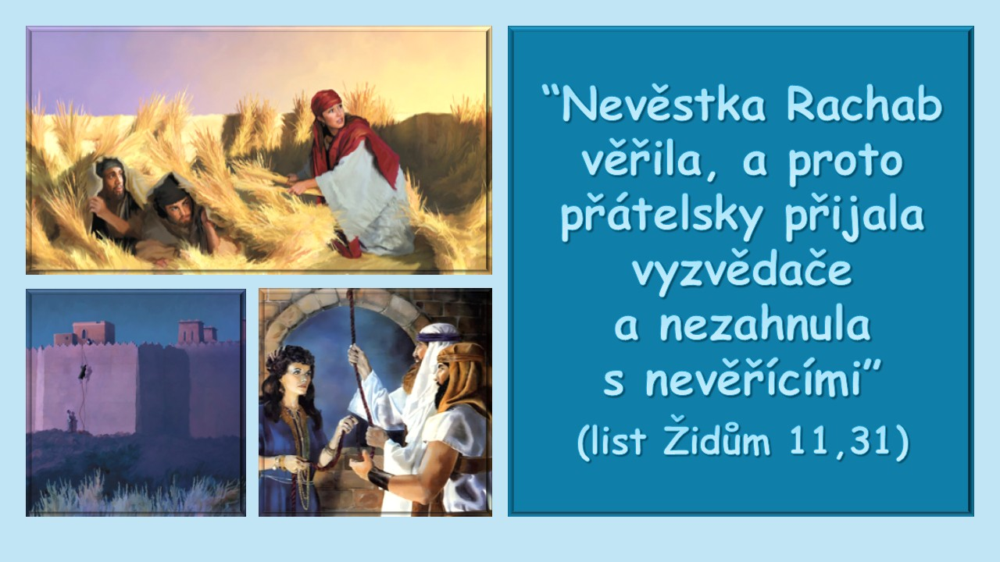 “Nevěstka Rachab
věřila, a proto
přátelsky přijala
vyzvědače
a nezahnula
s nevěřícími”
(list Židům 11,31)